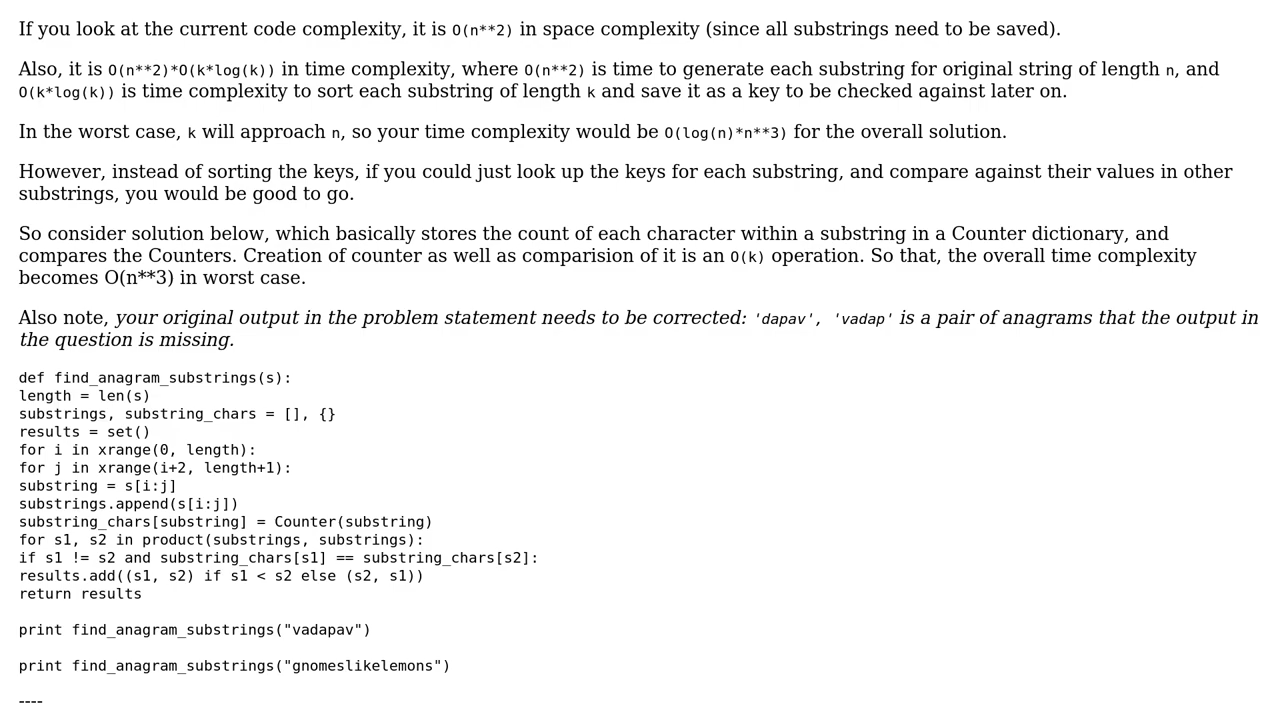 If you look at the current code complexity, it is O(n**2) in space complexity (since all substrings need to be saved).
Also, it is O(n**2)*O(k*log(k)) in time complexity, where O(n**2) is time to generate each substring for original string of length n, and
O(k*log(k)) is time complexity to sort each substring of length k and save it as a key to be checked against later on.
In the worst case, k will approach n, so your time complexity would be O(log(n)*n**3) for the overall solution.
However, instead of sorting the keys, if you could just look up the keys for each substring, and compare against their values in other
substrings, you would be good to go.
So consider solution below, which basically stores the count of each character within a substring in a Counter dictionary, and
compares the Counters. Creation of counter as well as comparision of it is an O(k) operation. So that, the overall time complexity
becomes O(n**3) in worst case.
Also note, your original output in the problem statement needs to be corrected: 'dapav', 'vadap' is a pair of anagrams that the output in
the question is missing.
def find_anagram_substrings(s):
length = len(s)
substrings, substring_chars = [], {}
results = set()
for i in xrange(0, length):
for j in xrange(i+2, length+1):
substring = s[i:j]
substrings.append(s[i:j])
substring_chars[substring] = Counter(substring)
for s1, s2 in product(substrings, substrings):
if s1 != s2 and substring_chars[s1] == substring_chars[s2]:
results.add((s1, s2) if s1 < s2 else (s2, s1))
return results
print find_anagram_substrings("vadapav")
print find_anagram_substrings("gnomeslikelemons")
----